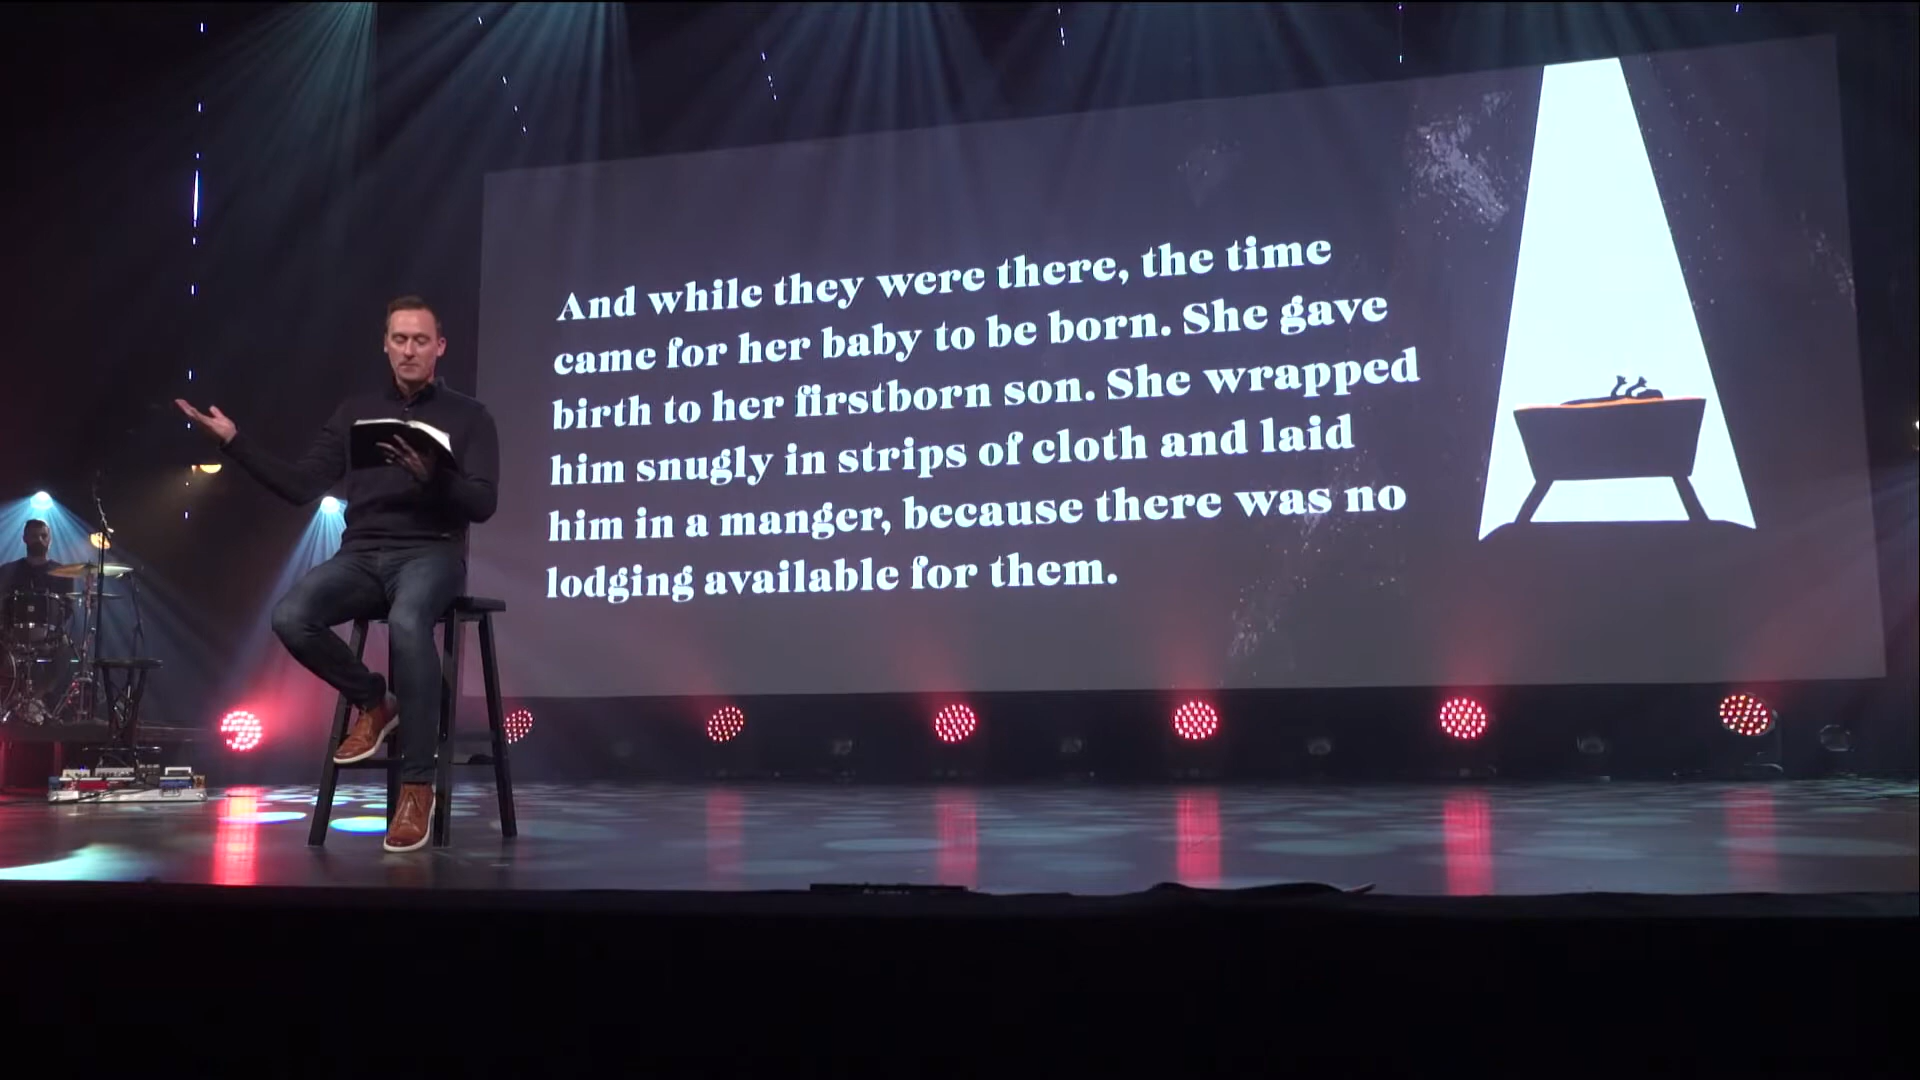 And while they were there, the time
came for her baby to be born. She gave
birth to her firstborn son. She wrapped
him snugly in strips of cloth and laid
him in a manger, because there was no
lodging available for them.